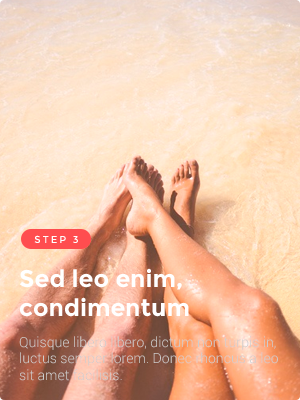 STEP 3
Sed leo enim,
condimentum
Quisque libero libero, dictum non turpis in,
luctus semper lorem. Donec rhoncus leo
sit amet